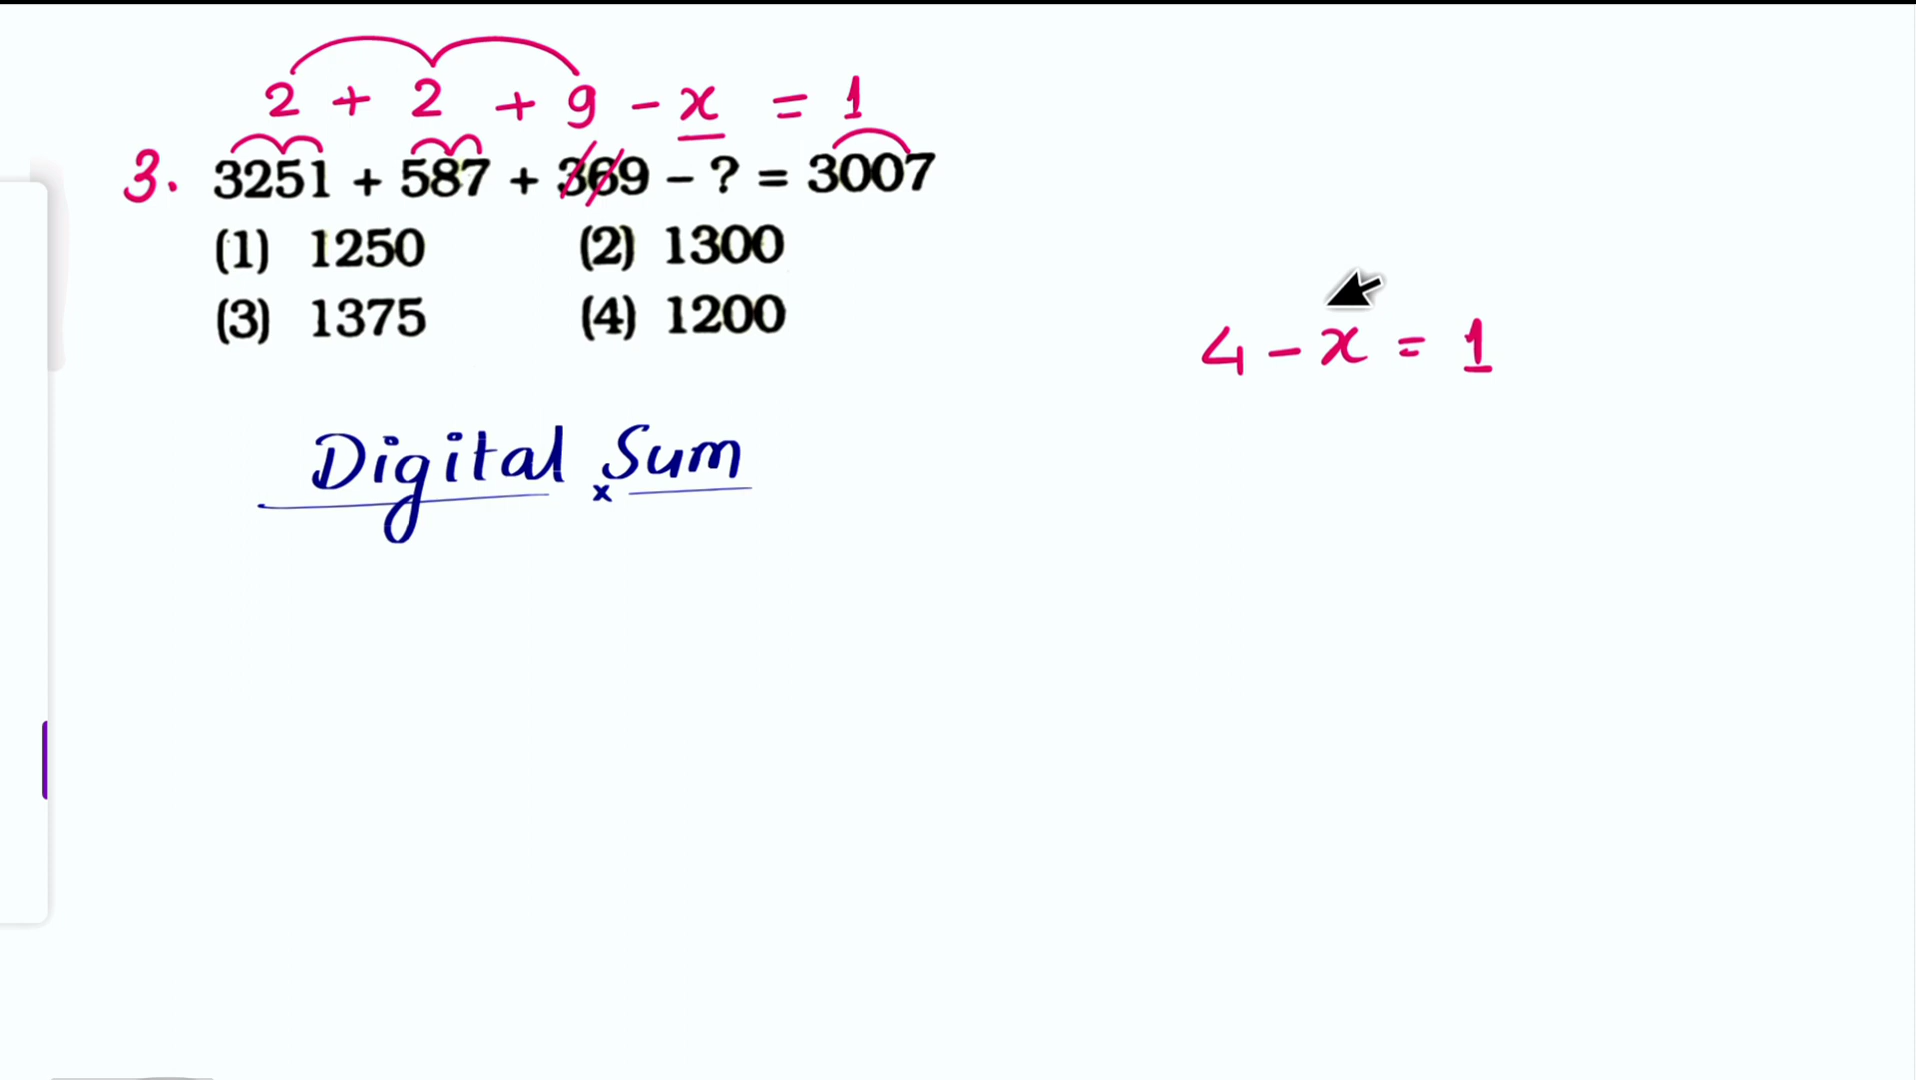 2 + 2 + 9 - x = 1
3. 3251 + 587 + 369 – ? = 3007
(1) 1250 (2) 1300
(3) 1375 (4) 1200
4 - x = 1
Digital Sum
x